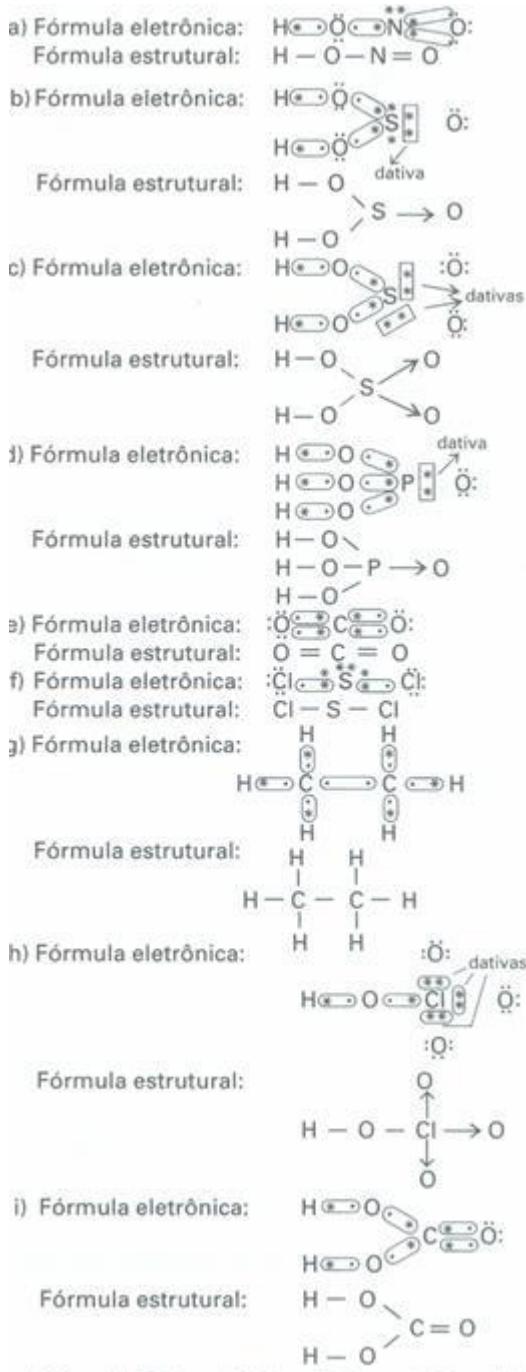 a) Fórmula eletrônica: H O N O:
Fórmula estrutural: H — Ö — N = O
b) Fórmula eletrônica: H O
S Ö:
H O
dativa
Fórmula estrutural: H — O
S → O
H — O
c) Fórmula eletrônica: H O :Ö:
S dativas
H O Ö:
Fórmula estrutural: H — O O
S
H — O O
d) Fórmula eletrônica: H O dativa
H O P Ö:
H O
Fórmula estrutural: H — O
H — O — P → O
H — O
e) Fórmula eletrônica: :Ö C Ö:
Fórmula estrutural: O = C = O
f) Fórmula eletrônica: :Cl S Cl:
Fórmula estrutural: Cl — S — Cl
g) Fórmula eletrônica: H H
H C C H
H H
Fórmula estrutural: H H
H — C — C — H
H H
h) Fórmula eletrônica: :Ö: dativas
H O Cl Ö:
:O:
Fórmula estrutural: O
H — O — Cl → O
O
i) Fórmula eletrônica: H O
C Ö:
H O
Fórmula estrutural: H — O
C = O
H — O